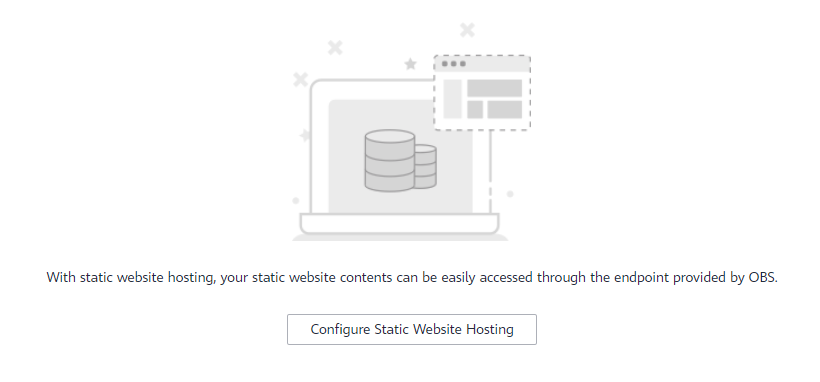 With static website hosting, your static website contents can be easily accessed through the endpoint provided by OBS.
Configure Static Website Hosting